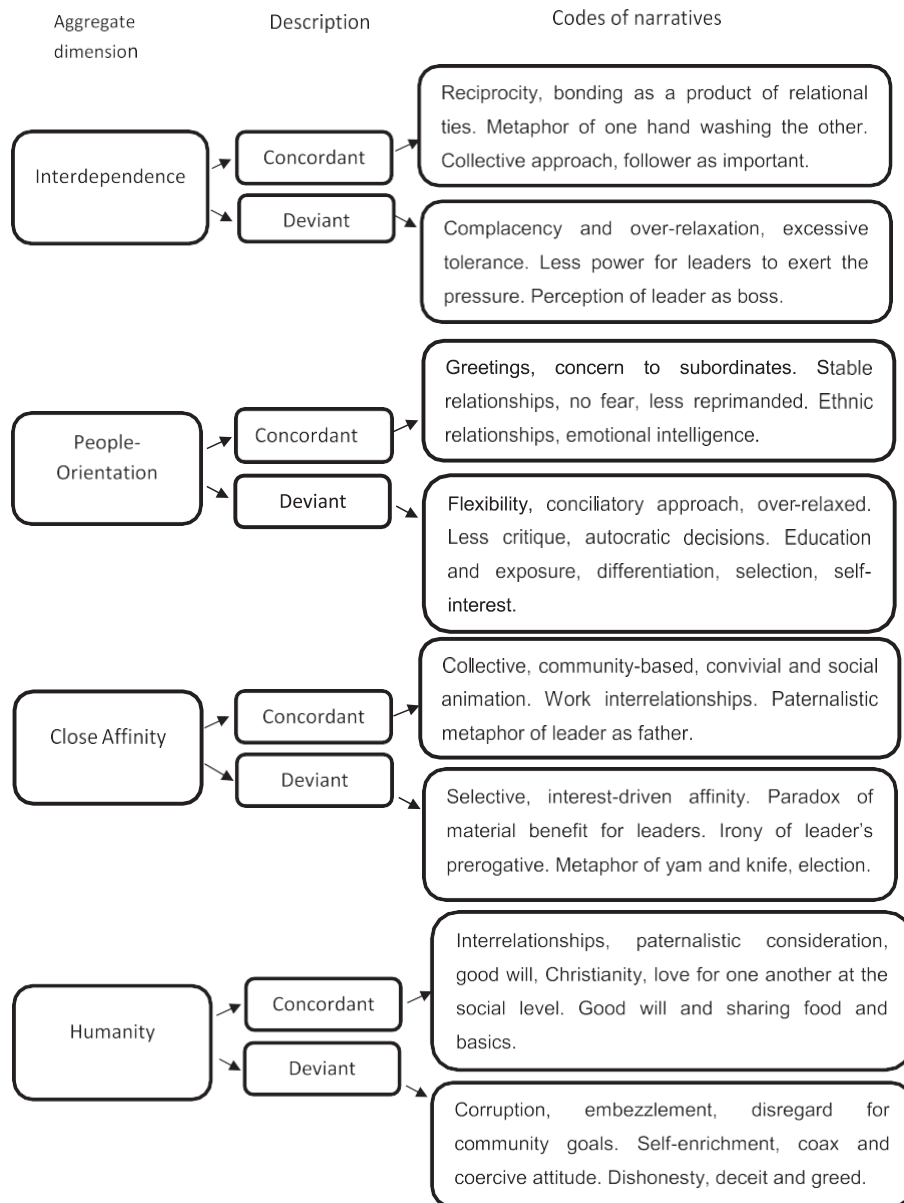 Aggregate dimension
Description
Codes of narratives
Interdependence
Concordant
Reciprocity, bonding as a product of relational
ties. Metaphor of one hand washing the other.
Collective approach, follower as important.
Deviant
Complacency and over-relaxation, excessive
tolerance. Less power for leaders to exert the
pressure. Perception of leader as boss.
People-
Orientation
Concordant
Greetings, concern to subordinates. Stable
relationships, no fear, less reprimanded. Ethnic
relationships, emotional intelligence.
Deviant
Flexibility, conciliatory approach, over-relaxed.
Less critique, autocratic decisions. Education
and exposure, differentiation, selection, self-
interest.
Close Affinity
Concordant
Collective, community-based, convivial and social
animation. Work interrelationships. Paternalistic
metaphor of leader as father.
Deviant
Selective, interest-driven affinity. Paradox of
material benefit for leaders. Irony of leader’s
prerogative. Metaphor of yam and knife, election.
Humanity
Concordant
Interrelationships, paternalistic consideration,
good will, Christianity, love for one another at the
social level. Good will and sharing food and
basics.
Deviant
Corruption, embezzlement, disregard for
community goals. Self-enrichment, coax and
coercive attitude. Dishonesty, deceit and greed.